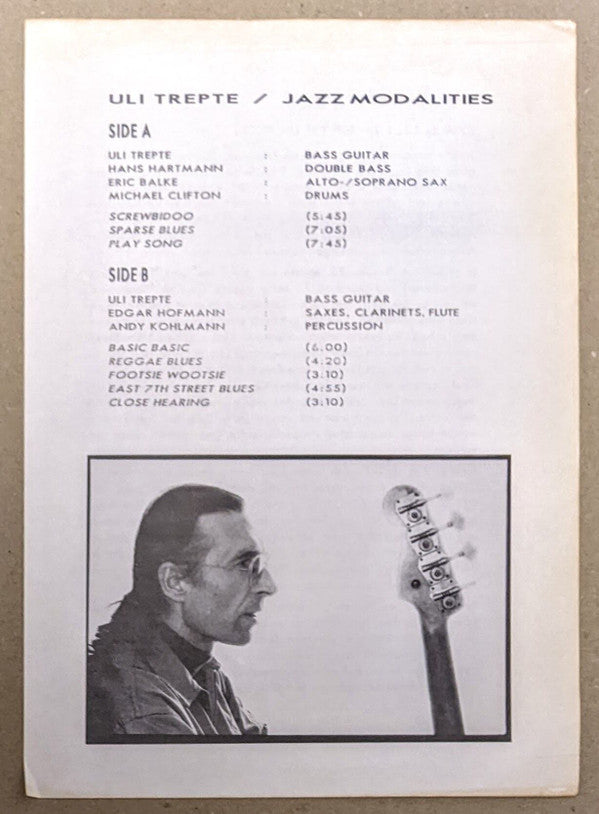 ULI TREPTE / JAZZ MODALITIES
SIDE A
ULI TREPTE : BASS GUITAR
HANS HARTMANN : DOUBLE BASS
ERIC BALKE : ALTO-/SOPRANO SAX
MICHAEL CLIFTON : DRUMS
SCREWBIDOO (5:45)
SPARSE BLUES (7:05)
PLAY SONG (7:45)
SIDE B
ULI TREPTE : BASS GUITAR
EDGAR HOFMANN : SAXES, CLARINETS, FLUTE
ANDY KOHLMANN : PERCUSSION
BASIC BASIC (6:00)
REGGAE BLUES (4:20)
FOOTSIE WOOTSIE (3:10)
EAST 7TH STREET BLUES (4:55)
CLOSE HEARING (3:10)